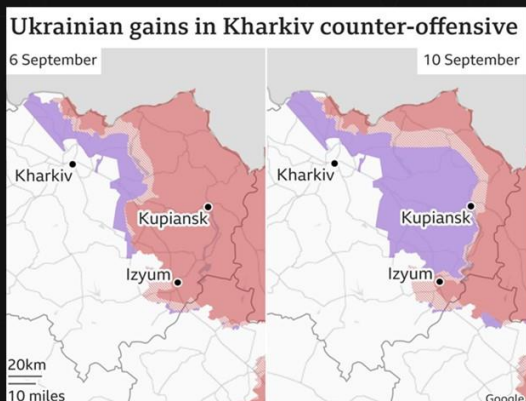 Ukrainian gains in Kharkiv counter-offensive
6 September
10 September
Kharkiv
Kupiansk
Izyum
Kharkiv
Kupiansk
Izyum
20km
10 miles
Google